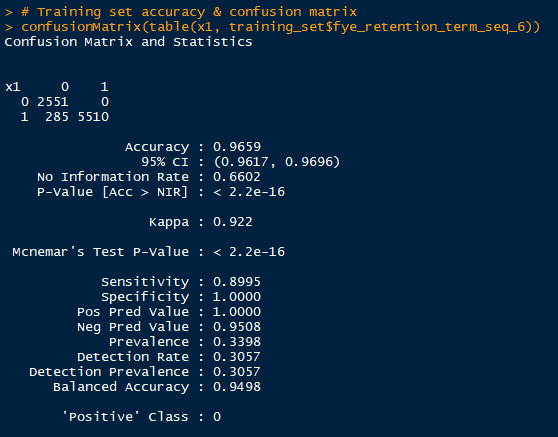 > # Training set accuracy & confusion matrix
> confusionMatrix(table(x1, training_set$fye_retention_term_seq_6))
Confusion Matrix and Statistics
x1 0 1
0 2551 0
1 285 5510
Accuracy : 0.9659
95% CI : (0.9617, 0.9696)
No Information Rate : 0.6602
P-Value [Acc > NIR] : < 2.2e-16
Kappa : 0.922
Mcnemar's Test P-Value : < 2.2e-16
Sensitivity : 0.8995
Specificity : 1.0000
Pos Pred Value : 1.0000
Neg Pred Value : 0.9508
Prevalence : 0.3398
Detection Rate : 0.3057
Detection Prevalence : 0.3057
Balanced Accuracy : 0.9498
'Positive' Class : 0